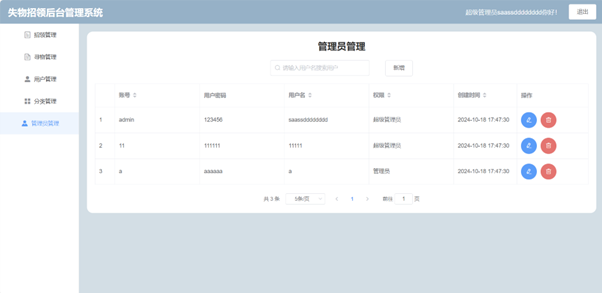 失物招领后台管理系统
超级管理员aaassdddddddd你好！
退出
招领管理
寻物管理
用户管理
分类管理
管理员管理
管理员管理
请输入用户名搜索用户
新增
账号 用户密码 用户名 权限 创建时间 操作
1 admin 123456 saassdddddddd 超级管理员 2024-10-18 17:47:30
2 11 111111 11111 超级管理员 2024-10-18 17:47:30
3 a aaaaaa a 管理员 2024-10-18 17:47:30
共 3 条 5条/页 1 前往 1 页